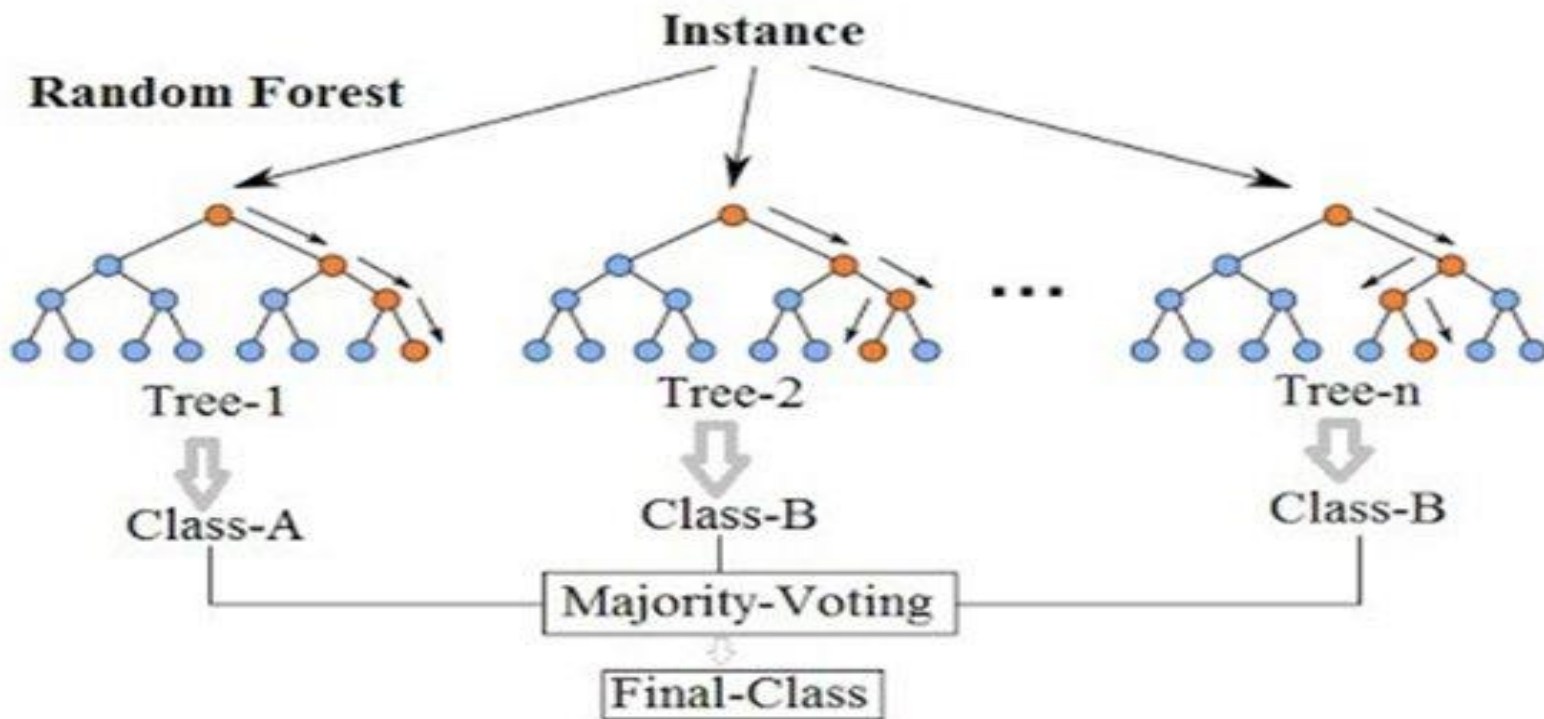 Instance
Random Forest
...
Tree-1
Tree-2
Tree-n
Class-A
Class-B
Class-B
Majority-Voting
Final-Class